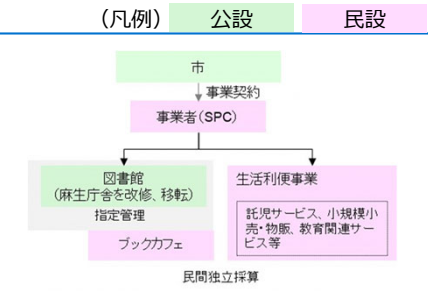 （凡例） 公設 民設
市
事業契約
事業者（SPC）
図書館
（麻生庁舎を改修、移転）
指定管理
ブックカフェ
生活利便事業
託児サービス、小規模小
売・物販、教育関連サー
ビス等
民間独立採算